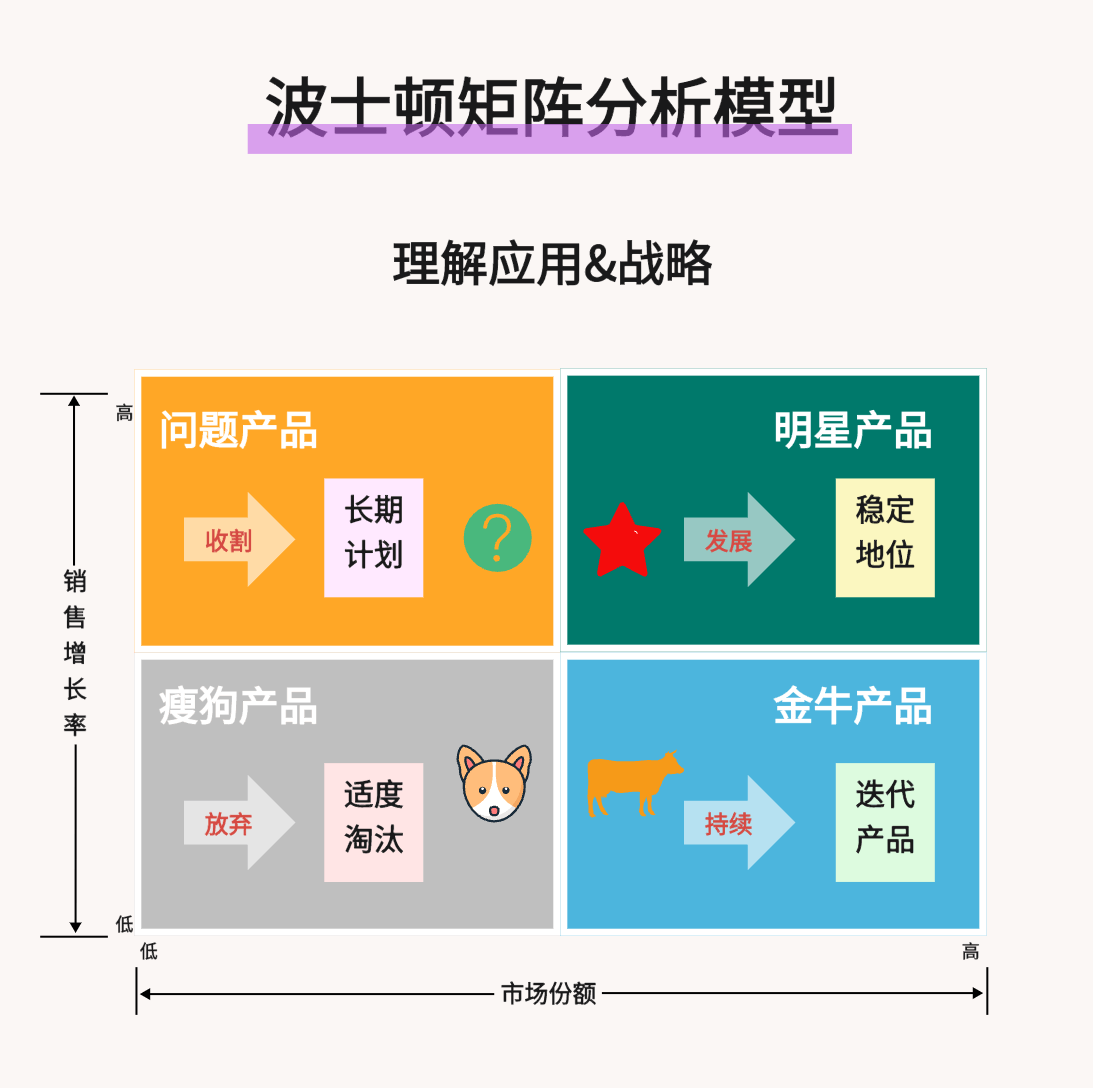 波士顿矩阵分析模型
理解应用&战略
高
问题产品
收割
长期
计划
?
明星产品
发展
稳定
地位
销
售
增
长
率
瘦狗产品
放弃
适度
淘汰
金牛产品
持续
迭代
产品
低
低
高
市场份额